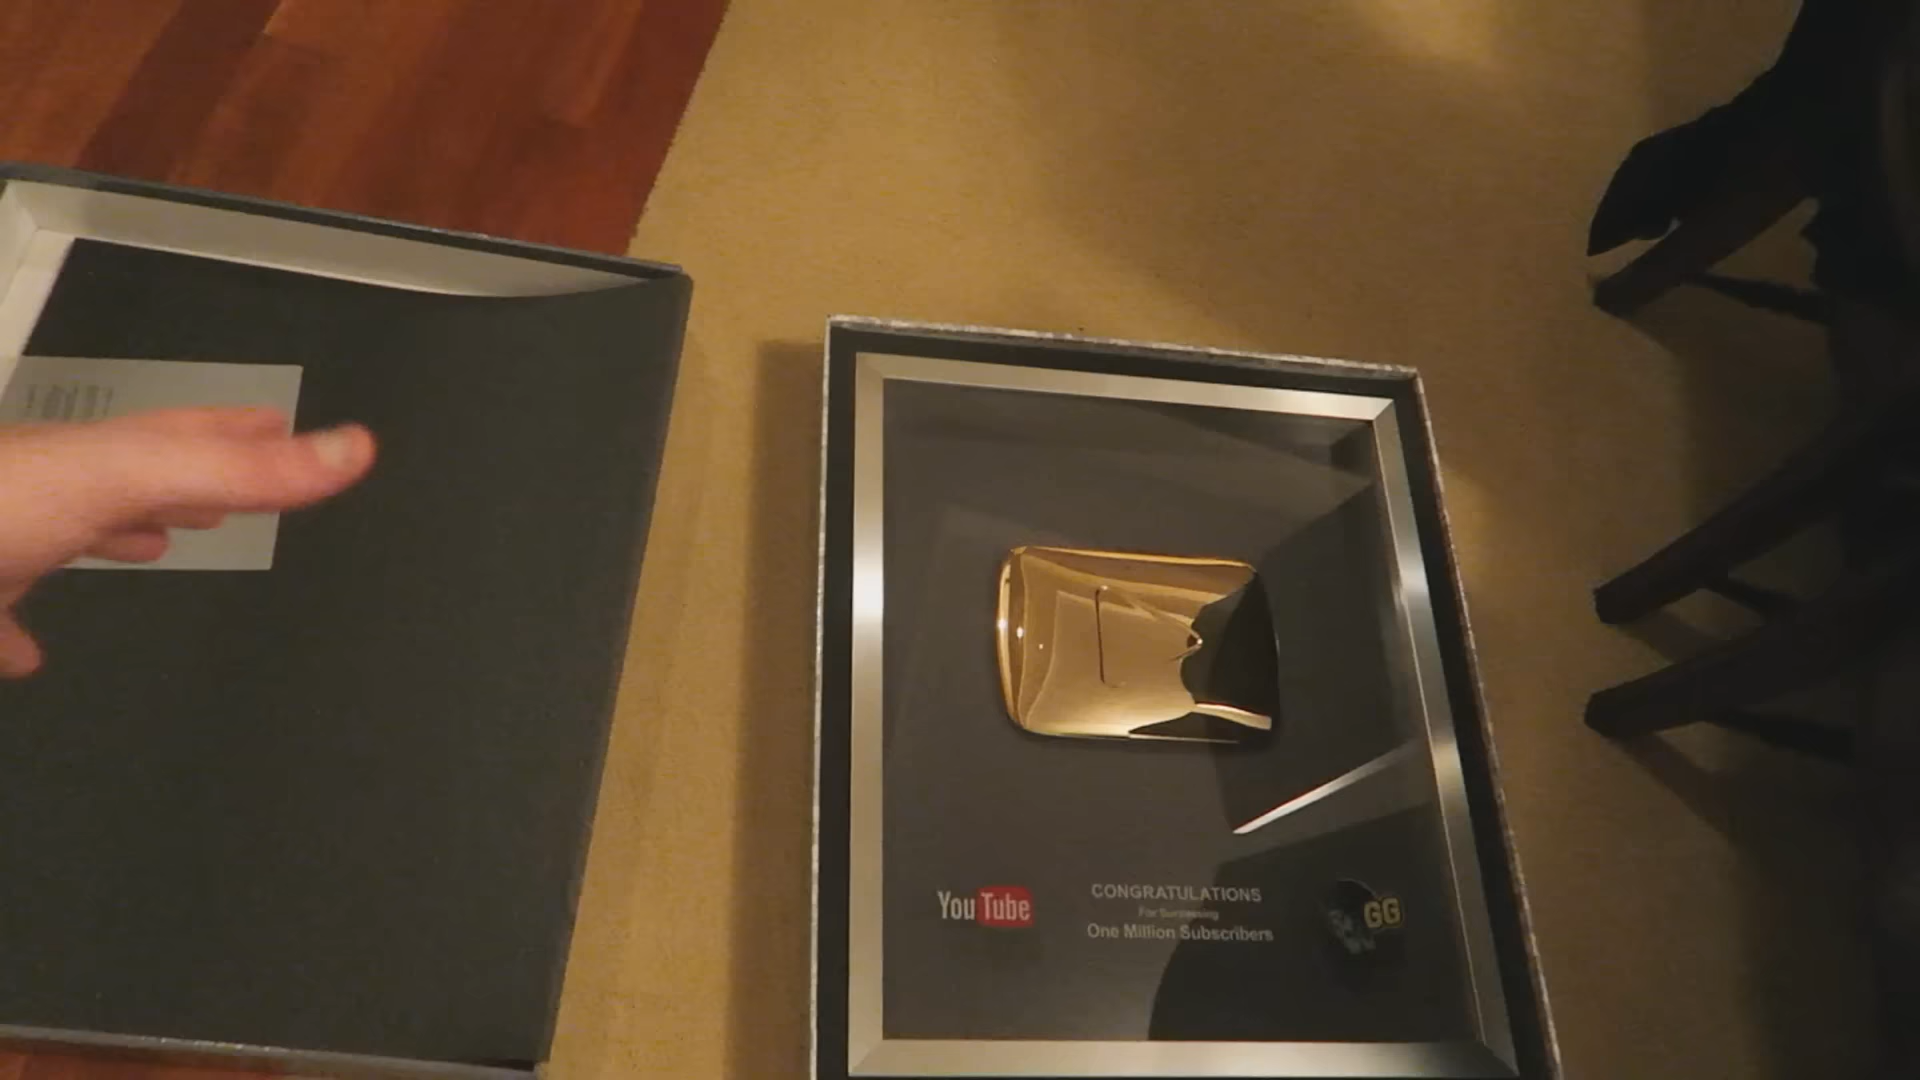 YouTube
CONGRATULATIONS
For Surpassing
One Million Subscribers
GG